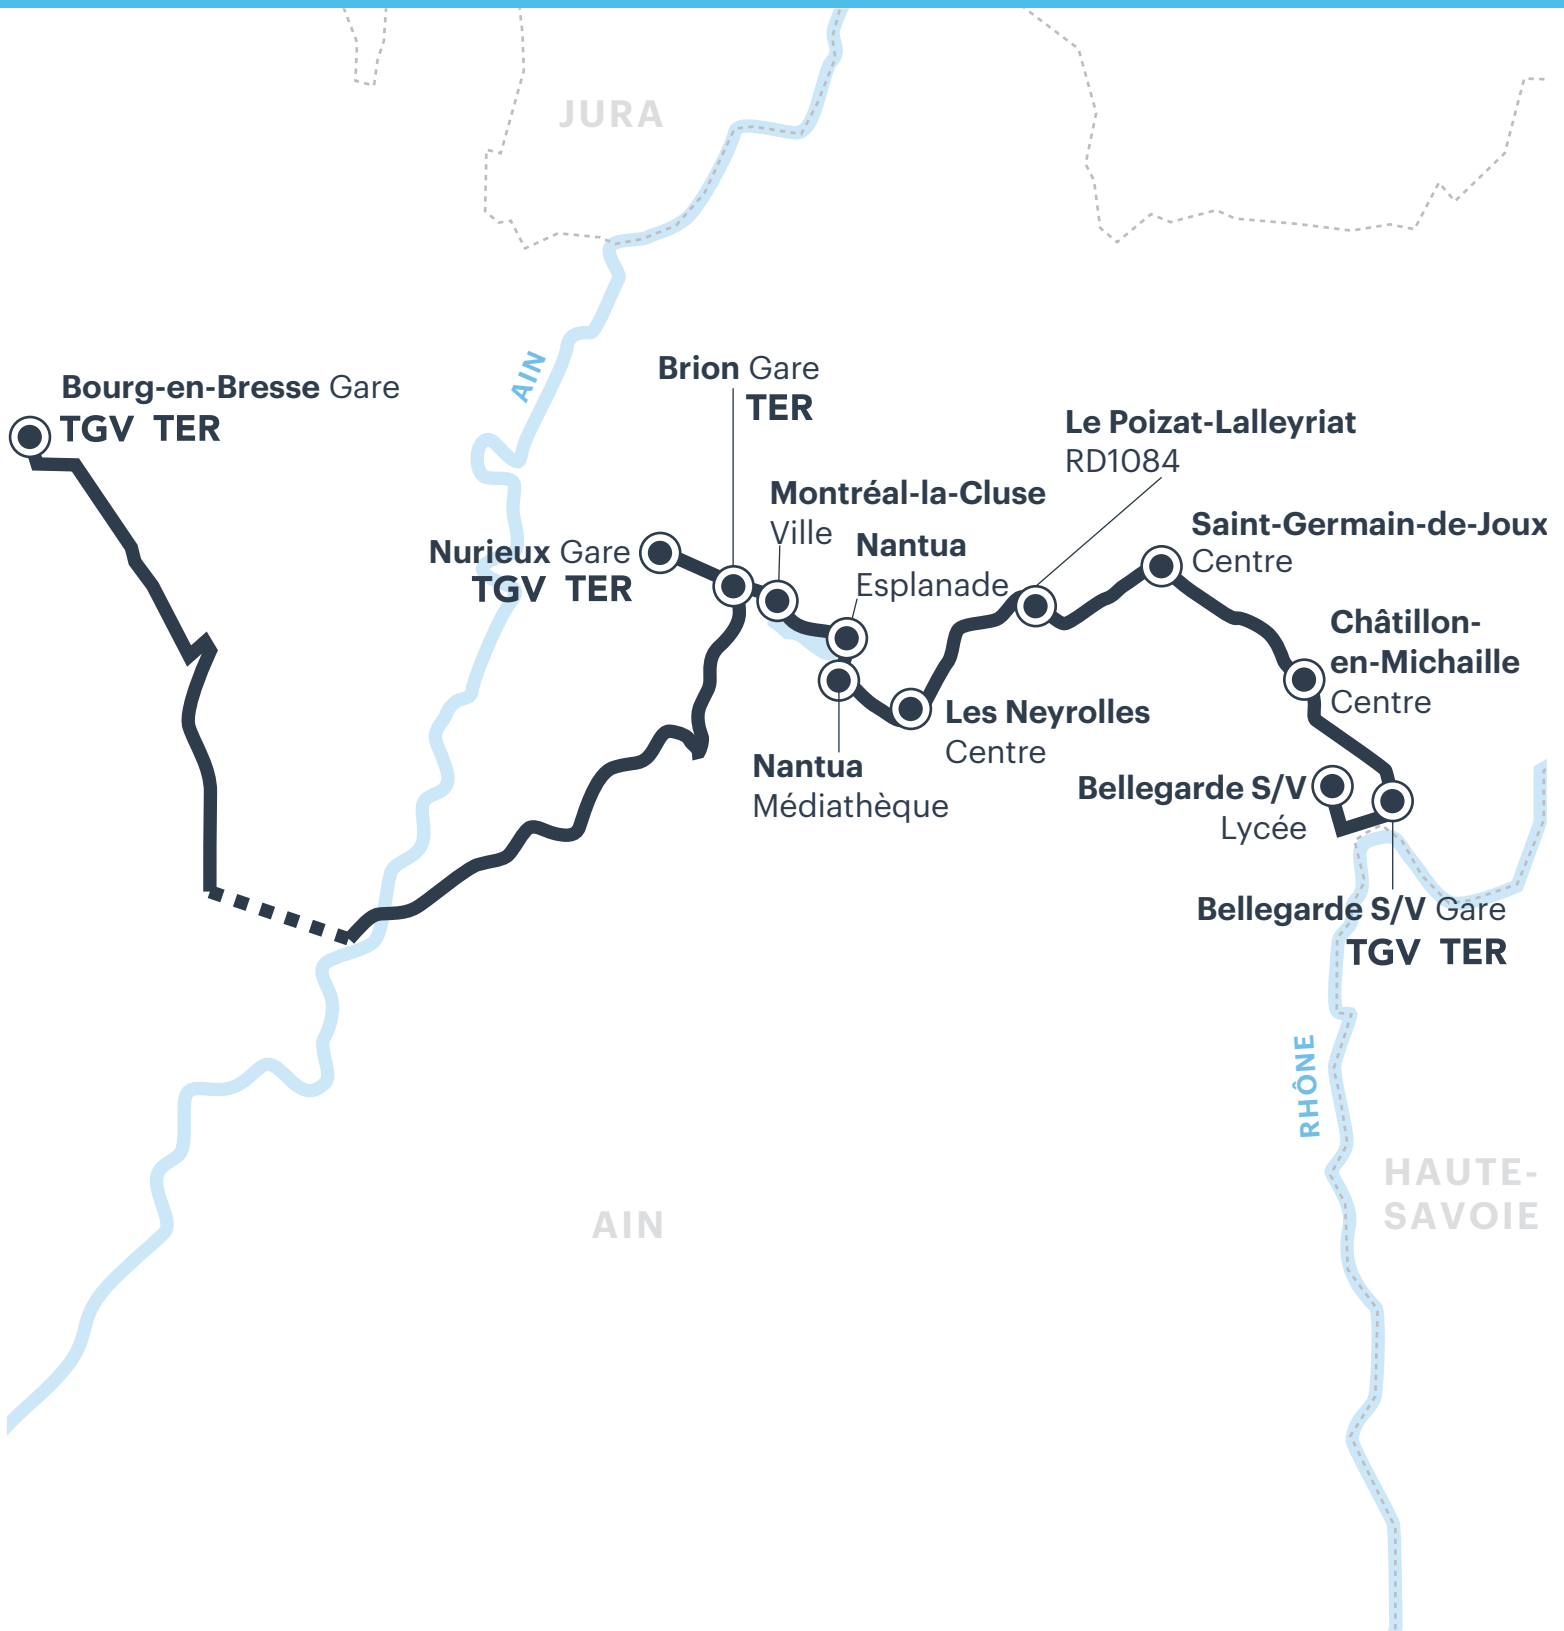 JURA
AIN
Brion Gare
TER
Bourg-en-Bresse Gare
TGV TER
Le Poizat-Lalleyriat
RD1084
Montréal-la-Cluse
Ville
Nantua
Esplanade
Saint-Germain-de-Joux
Centre
Nurieux Gare
TGV TER
Châtillon-
en-Michaille
Centre
Les Neyrolles
Centre
Nantua
Médiathèque
Bellegarde S/V
Lycée
Bellegarde S/V Gare
TGV TER
RHÔNE
HAUTE-
SAVOIE
AIN